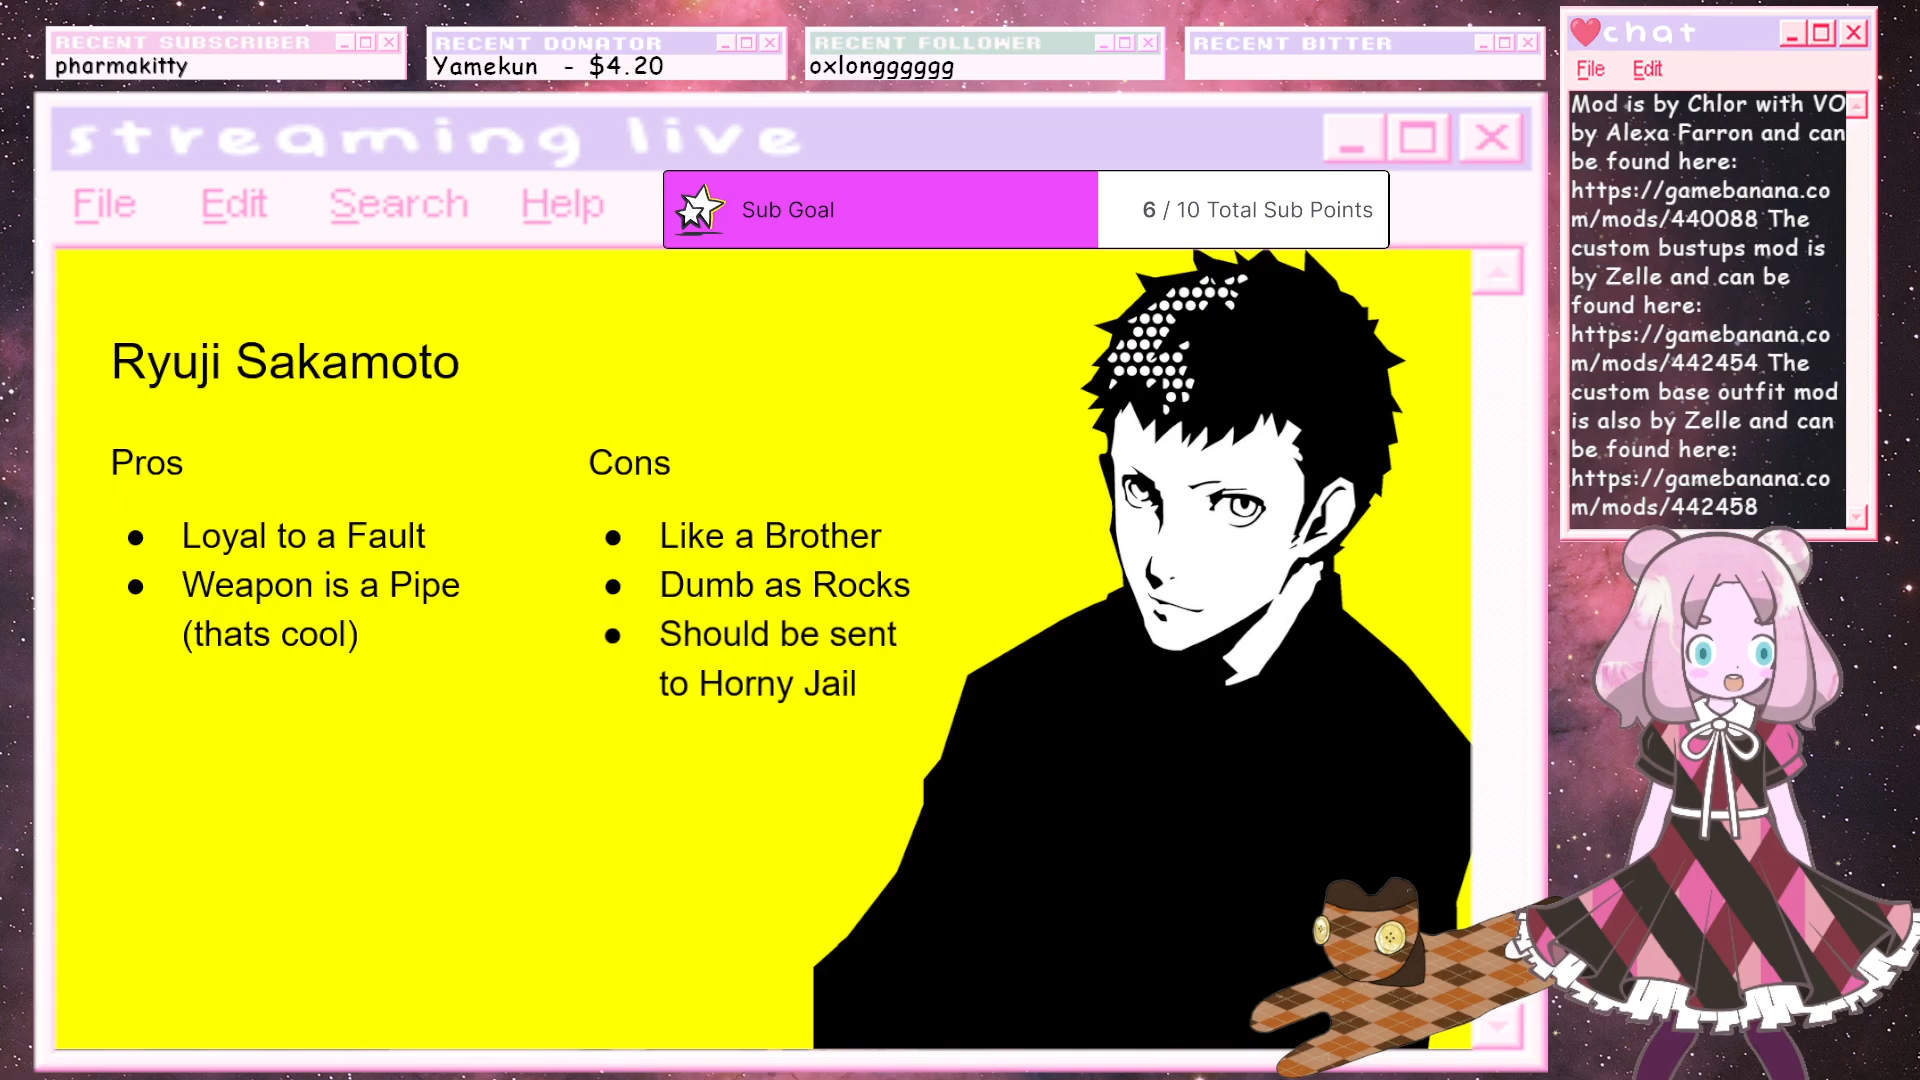 RECENT SUBSCRIBER
pharmakitty
RECENT DONATOR
Yamekun - $4.20
RECENT FOLLOWER
oxlongggggg
RECENT BITTER
streaming live
File Edit Search Help
Sub Goal
6 / 10 Total Sub Points
Ryuji Sakamoto
Pros
● Loyal to a Fault
● Weapon is a Pipe
(thats cool)
Cons
● Like a Brother
● Dumb as Rocks
● Should be sent
to Horny Jail
chat
File Edit
Mod is by Chlor with VO
by Alexa Farron and can
be found here:
https://gamebanana.co
m/mods/440088 The
custom bustups mod is
by Zelle and can be
found here:
https://gamebanana.co
m/mods/442454 The
custom base outfit mod
is also by Zelle and can
be found here:
https://gamebanana.co
m/mods/442458